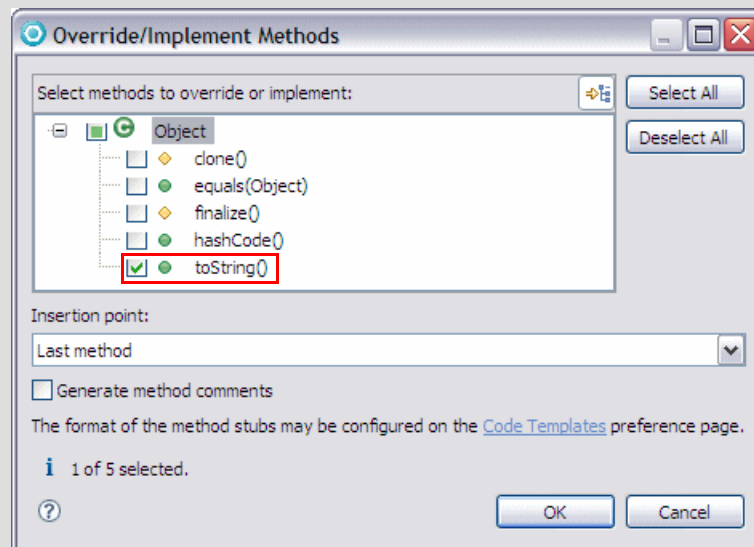 Override/Implement Methods
Select methods to override or implement:
Select All
Deselect All
Object
clone()
equals(Object)
finalize()
hashCode()
toString()
Insertion point:
Last method
Generate method comments
The format of the method stubs may be configured on the Code Templates preference page.
1 of 5 selected.
OK
Cancel